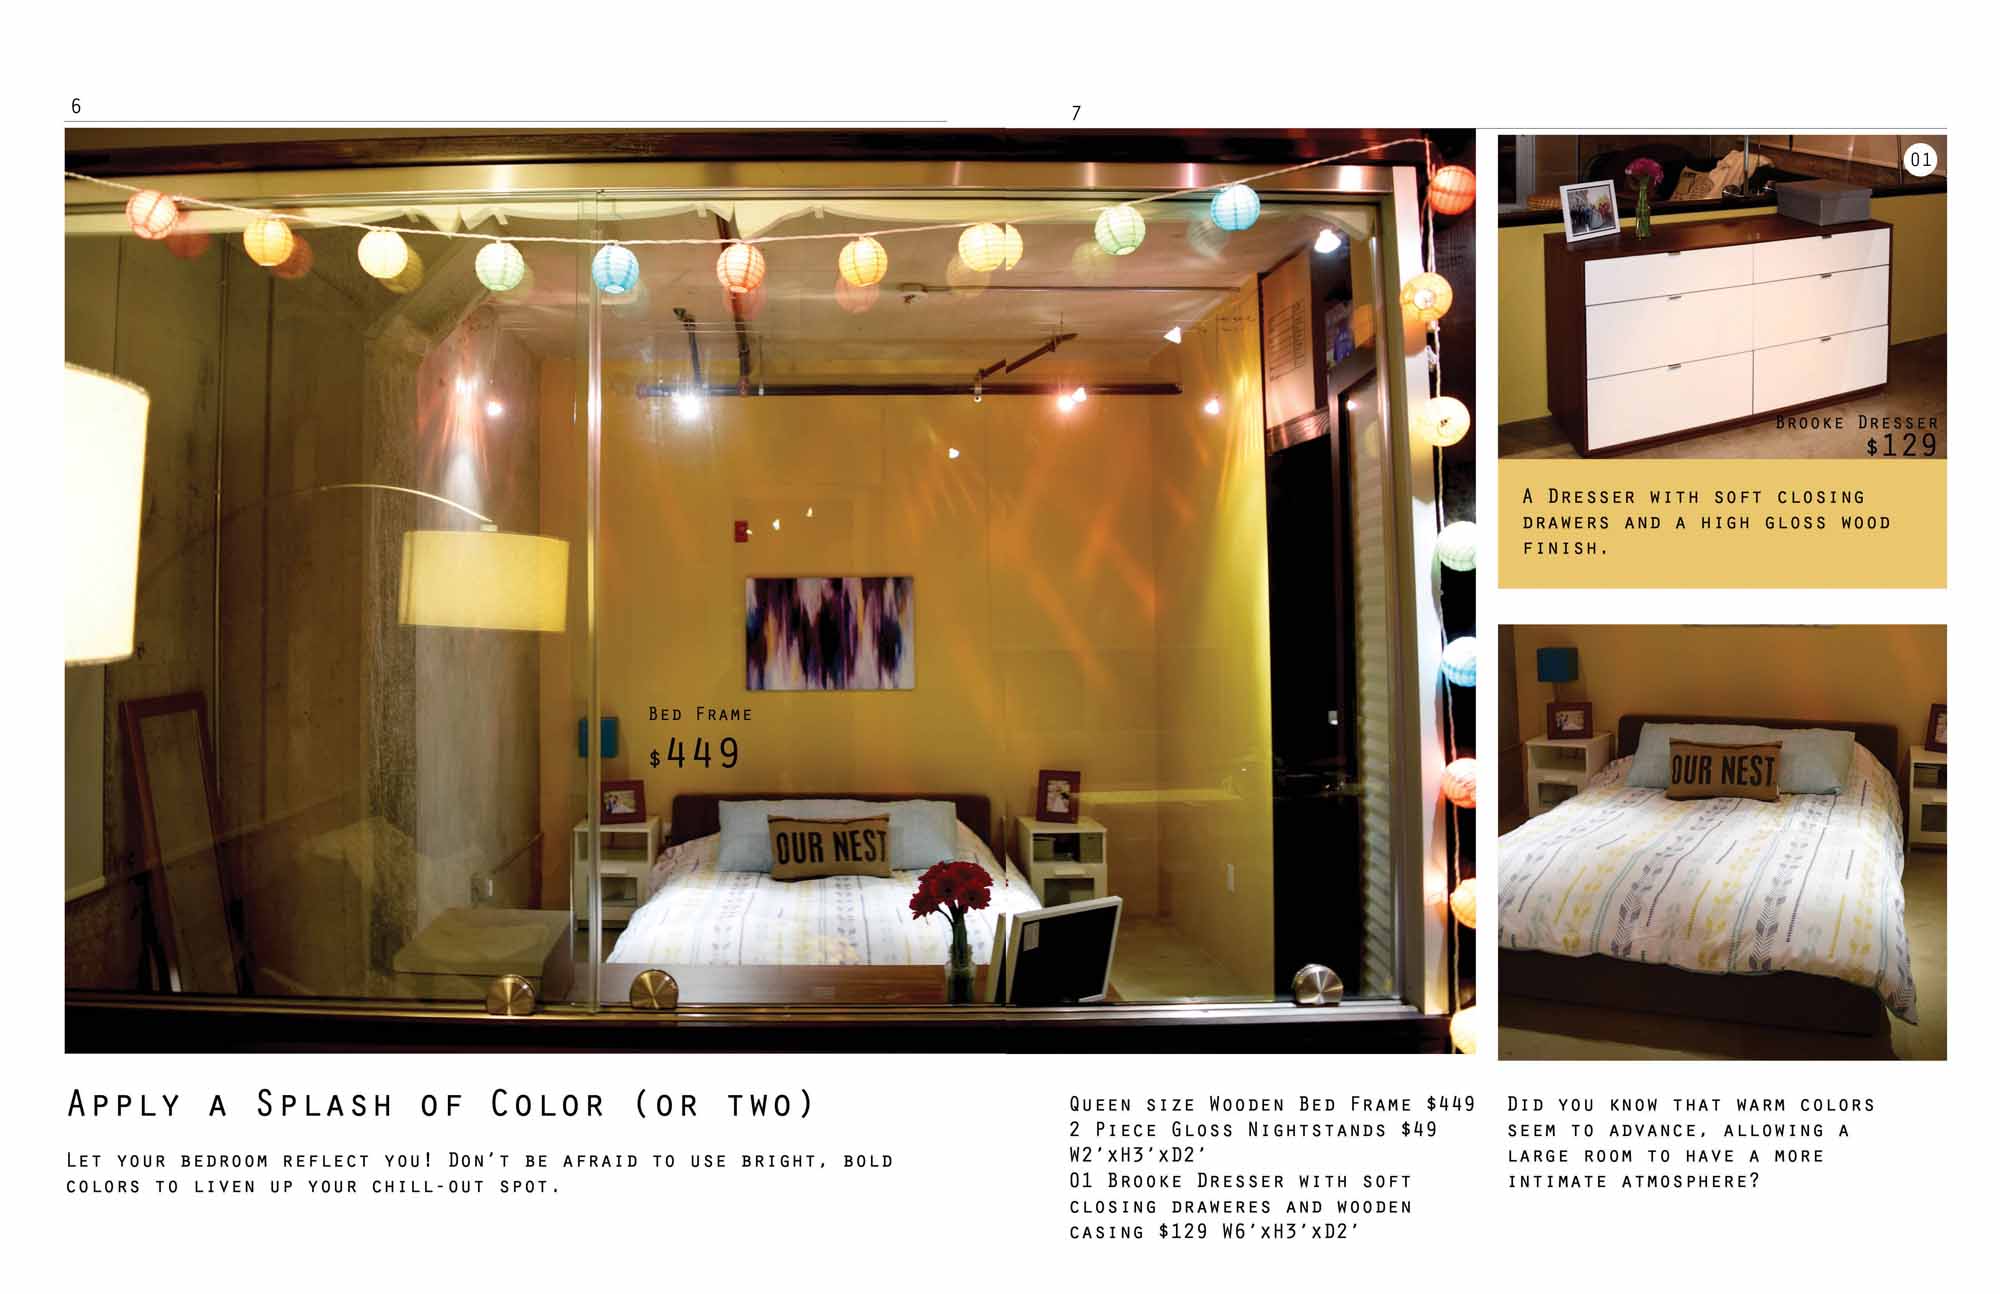 6
7
01
Brooke Dresser
$129
A Dresser with soft closing
drawers and a high gloss wood
finish.
Bed Frame
$449
OUR NEST
OUR NEST
Apply a Splash of Color (or two)
Let your bedroom reflect you! Don't be afraid to use bright, bold
colors to liven up your chill-out spot.
Queen size Wooden Bed Frame $449
2 Piece Gloss Nightstands $49
W2'xH3'xD2'
01 Brooke Dresser with soft
closing draweres and wooden
casing $129 W6'xH3'xD2'
Did you know that warm colors
seem to advance, allowing a
large room to have a more
intimate atmosphere?